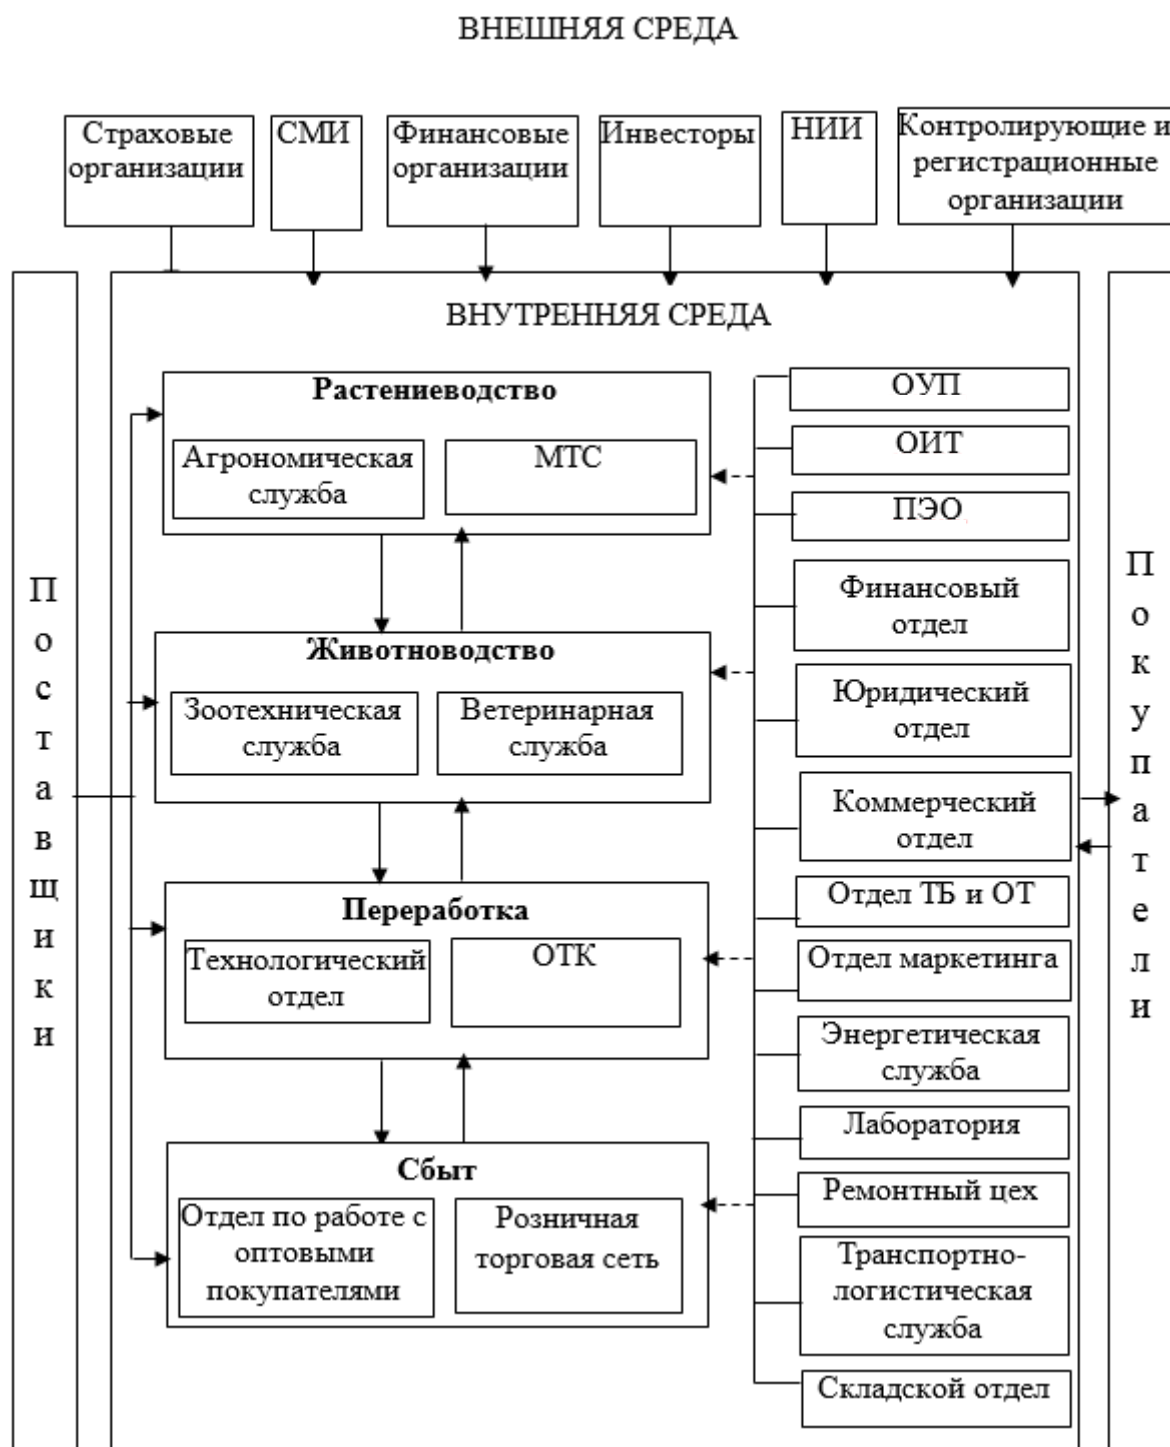 ВНЕШНЯЯ СРЕДА
Страховые
организации
СМИ
Финансовые
организации
Инвесторы
НИИ
Контролирующие и
регистрационные
организации
Поставщики
ВНУТРЕННЯЯ СРЕДА
Растениеводство
Агрономическая
служба
МТС
Животноводство
Зоотехническая
служба
Ветеринарная
служба
Переработка
Технологический
отдел
ОТК
Сбыт
Отдел по работе с
оптовыми
покупателями
Розничная
торговая сеть
ОУП
ОИТ
ПЭО
Финансовый
отдел
Юридический
отдел
Коммерческий
отдел
Отдел ТБ и ОТ
Отдел маркетинга
Энергетическая
служба
Лаборатория
Ремонтный цех
Транспортно-
логистическая
служба
Складской отдел
Покупатели